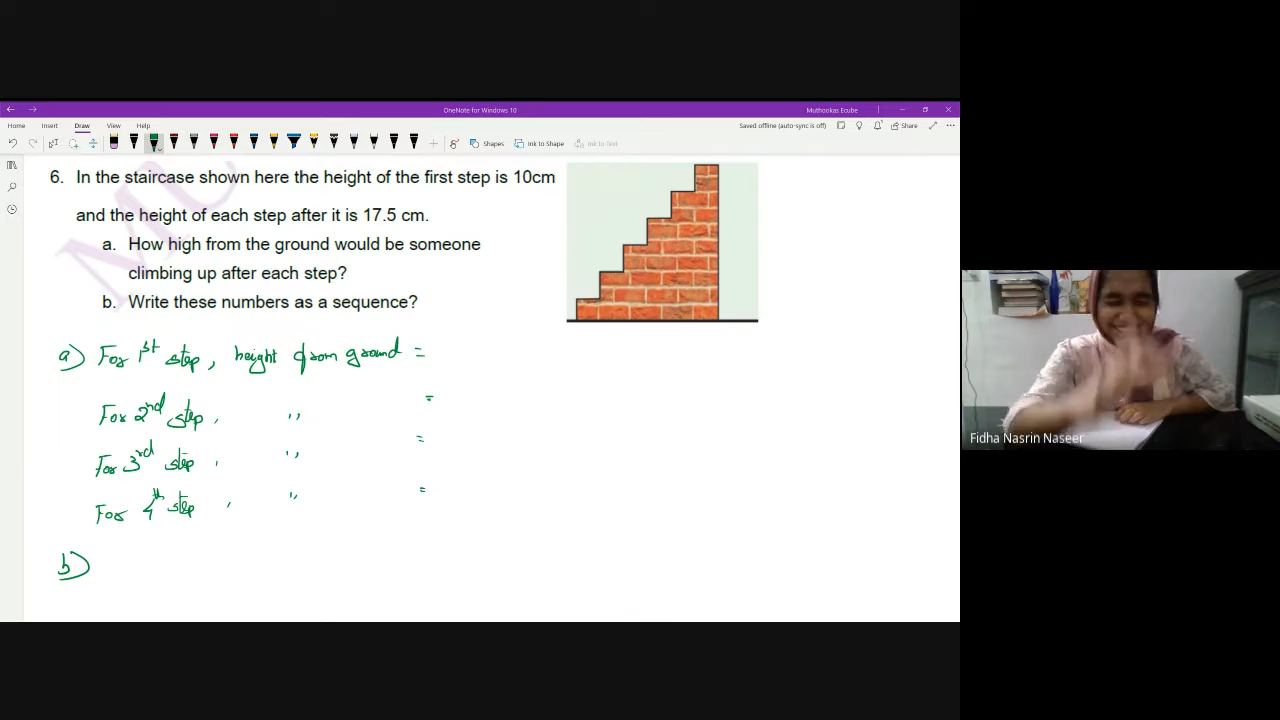 OneNote for Windows 10
Muthookas Ecube
Home Insert Draw View Help
Saved offline (auto-sync is off)
Share
Shapes
Ink to Shape
Ink to Text
6. In the staircase shown here the height of the first step is 10cm
and the height of each step after it is 17.5 cm.
a. How high from the ground would be someone
climbing up after each step?
b. Write these numbers as a sequence?
a) For 1st step, height from ground =
For 2nd step, ,, =
For 3rd step, ,, =
For 4th step, ,, =
b)
Fidha Nasrin Naseer